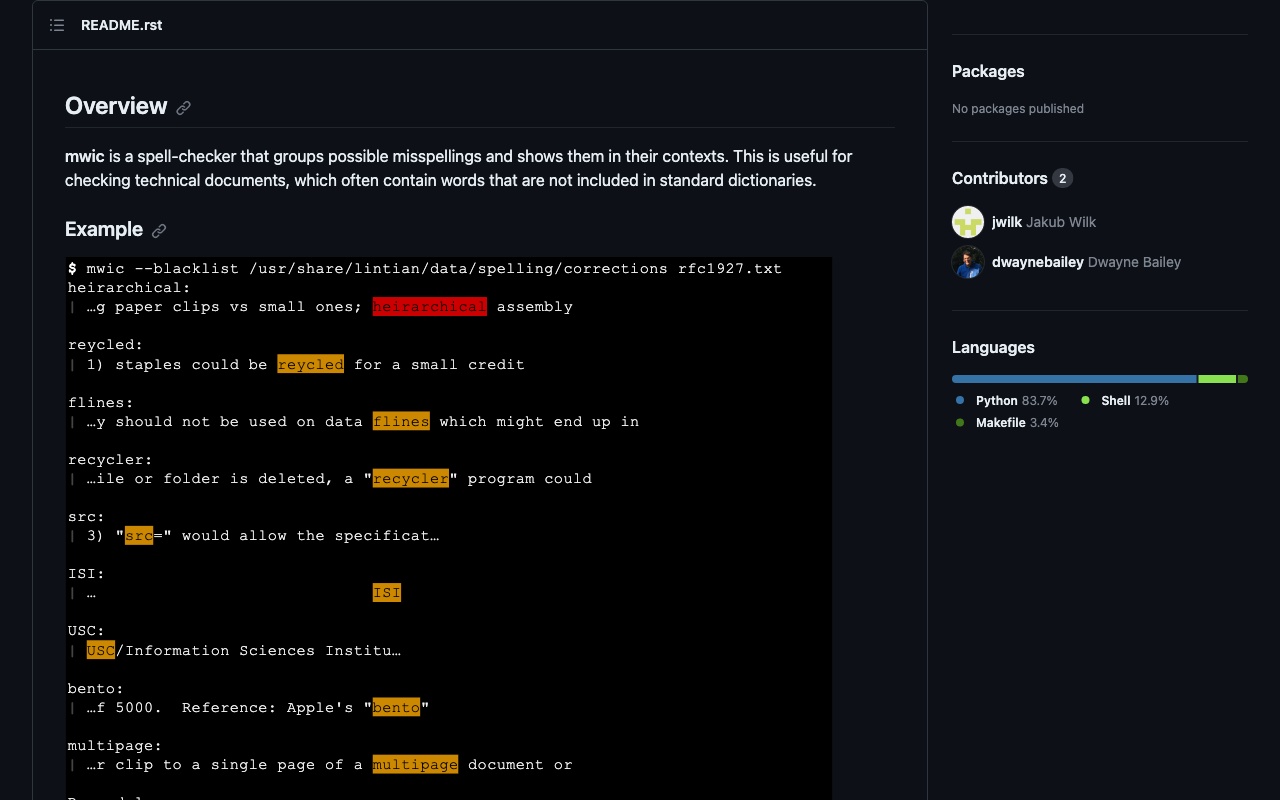 README.rst
Overview
mwic is a spell-checker that groups possible misspellings and shows them in their contexts. This is useful for
checking technical documents, which often contain words that are not included in standard dictionaries.
Example
$ mwic --blacklist /usr/share/lintian/data/spelling/corrections rfc1927.txt
heirarchical:
| …g paper clips vs small ones; heirarchical assembly
reycled:
| 1) staples could be reycled for a small credit
flines:
| …y should not be used on data flines which might end up in
recycler:
| …ile or folder is deleted, a "recycler" program could
src:
| 3) "src=" would allow the specificat…
ISI:
| … ISI
USC:
| USC/Information Sciences Institu…
bento:
| …f 5000.  Reference: Apple's "bento"
multipage:
| …r clip to a single page of a multipage document or
Packages
No packages published
Contributors 2
jwilk Jakub Wilk
dwaynebailey Dwayne Bailey
Languages
Python 83.7% Shell 12.9%
Makefile 3.4%